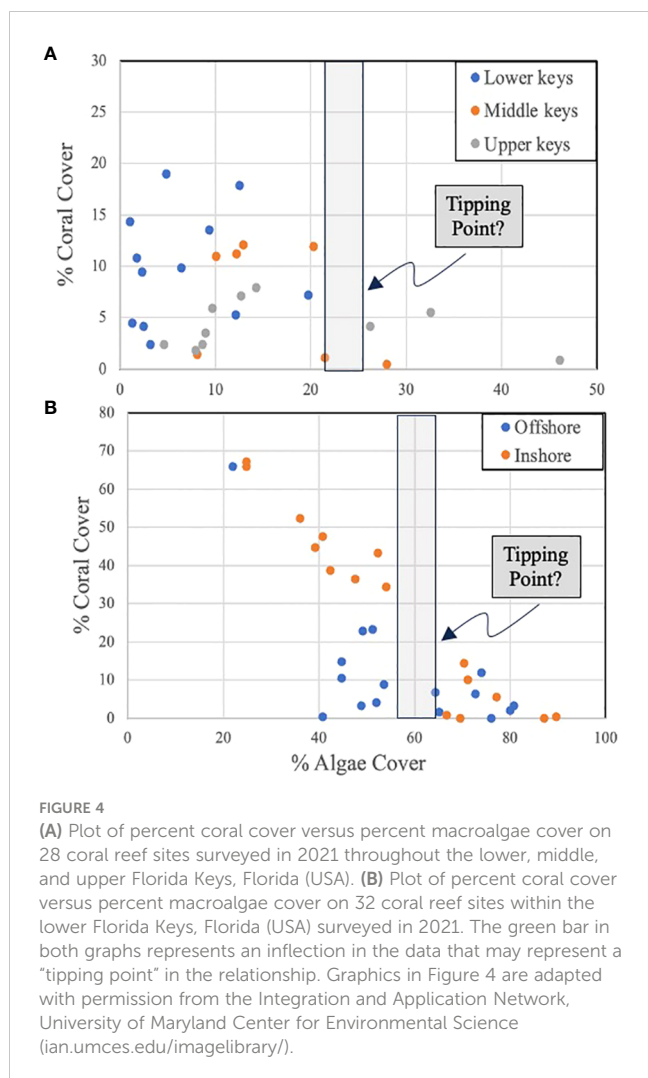 A
30
25
20
15
10
5
0
% Coral Cover
Lower keys
Middle keys
Upper keys
Tipping
Point?
0 10 20 30 40 50
B
80
70
60
50
40
30
20
10
0
% Coral Cover
Offshore
Inshore
Tipping
Point?
0 20 40 60 80 100
% Algae Cover
FIGURE 4
(A) Plot of percent coral cover versus percent macroalgae cover on
28 coral reef sites surveyed in 2021 throughout the lower, middle,
and upper Florida Keys, Florida (USA). (B) Plot of percent coral cover
versus percent macroalgae cover on 32 coral reef sites within the
lower Florida Keys, Florida (USA) surveyed in 2021. The green bar in
both graphs represents an inflection in the data that may represent a
"tipping point" in the relationship. Graphics in Figure 4 are adapted
with permission from the Integration and Application Network,
University of Maryland Center for Environmental Science
(ian.umces.edu/imagelibrary/).